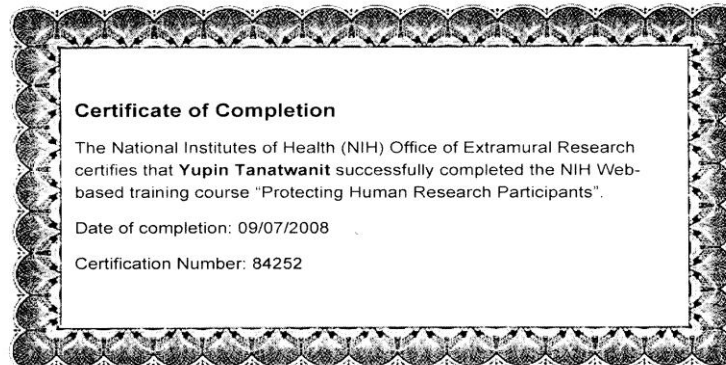 Certificate of Completion
The National Institutes of Health (NIH) Office of Extramural Research
certifies that Yupin Tanatwanit successfully completed the NIH Web-
based training course “Protecting Human Research Participants”.
Date of completion: 09/07/2008
Certification Number: 84252